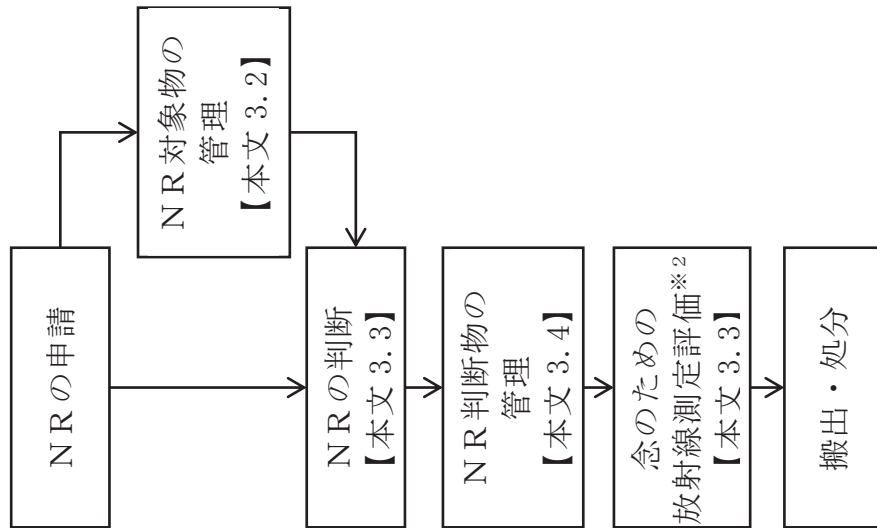 ＮＲの申請
ＮＲ対象物の
管理
【本文 3.2】
ＮＲの判断
【本文 3.3】
ＮＲ判断物の
管理
【本文 3.4】
念のための
放射線測定評価※2
【本文 3.3】
搬出・処分